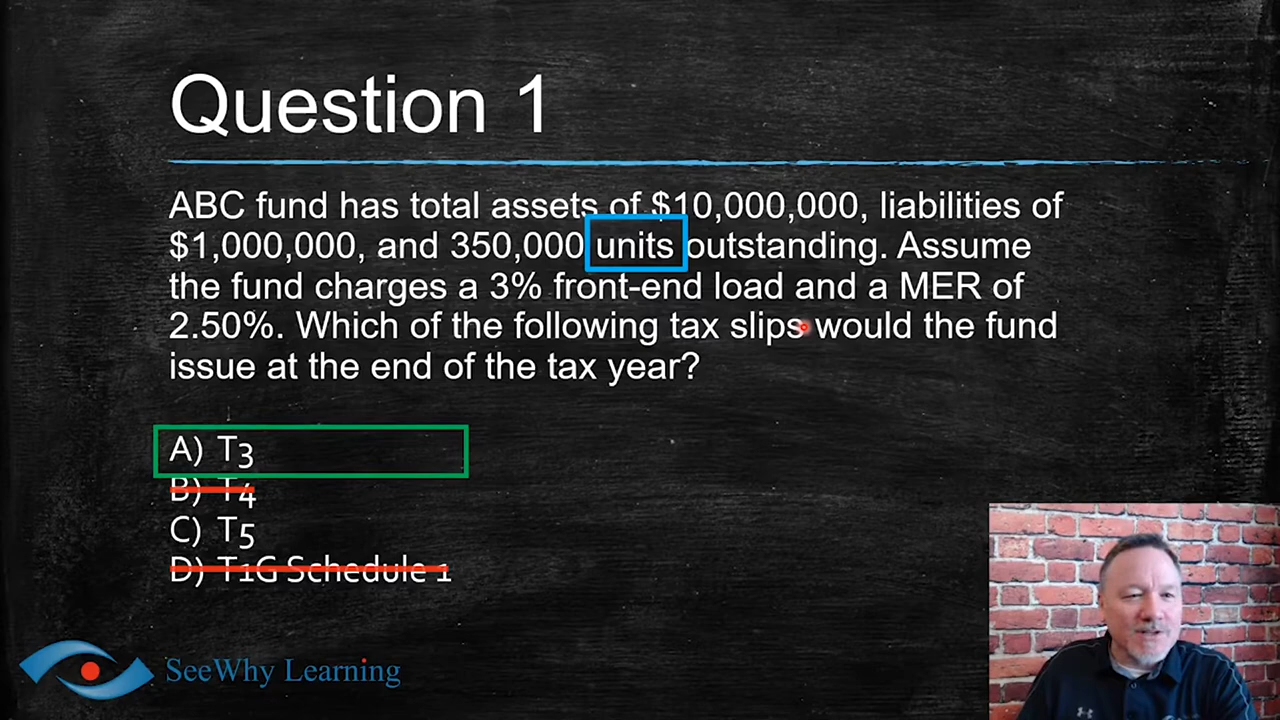 Question 1
ABC fund has total assets of $10,000,000, liabilities of
$1,000,000, and 350,000 units outstanding. Assume
the fund charges a 3% front-end load and a MER of
2.50%. Which of the following tax slips would the fund
issue at the end of the tax year?
A) T3
B) T4
C) T5
D) T1G Schedule 1
SeeWhy Learning